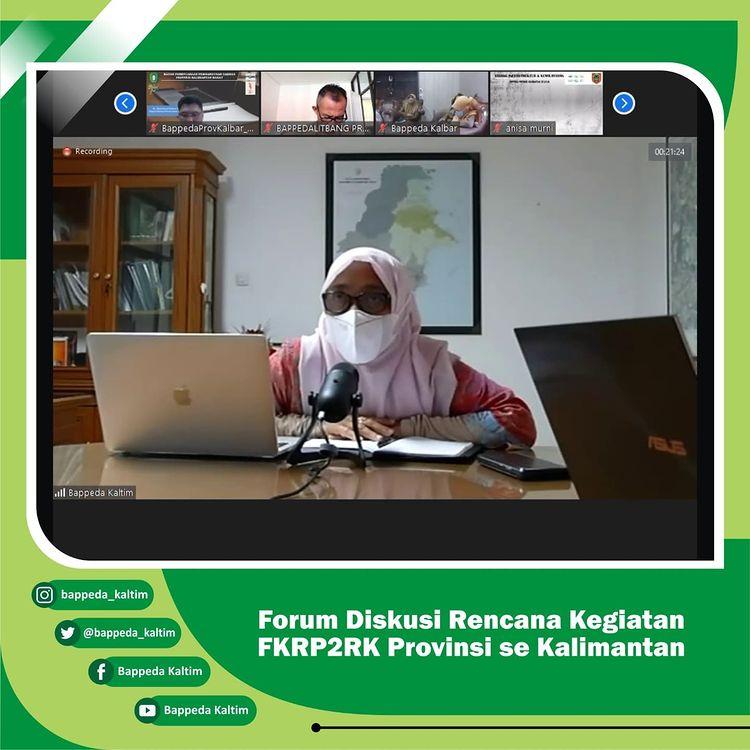 BappedaProvKalbar_...
BAPPEDALITBANG PR...
Bappeda Kalbar
anisa murni
Recording
00:21:24
ASUS
Bappeda Kaltim
bappeda_kaltim
@bappeda_kaltim
Bappeda Kaltim
Bappeda Kaltim
Forum Diskusi Rencana Kegiatan
FKRP2RK Provinsi se Kalimantan